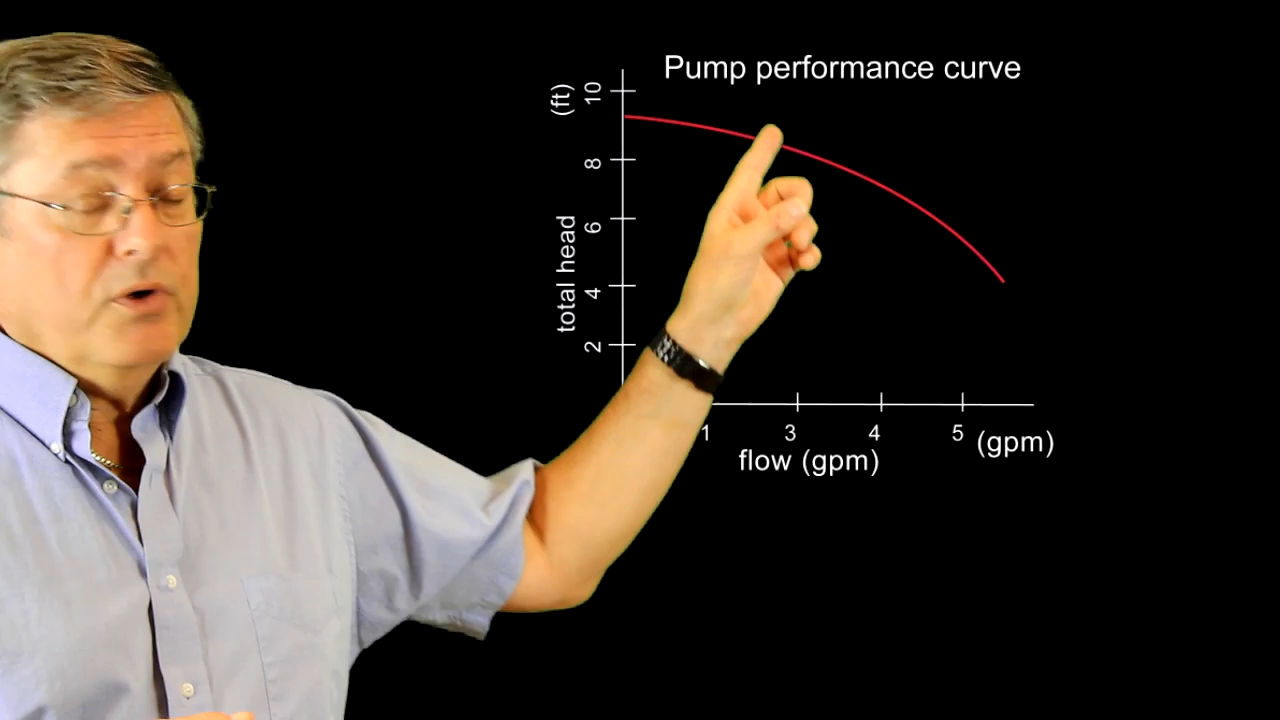 Pump performance curve
(ft)
10
8
6
4
2
total head
1 3 4 5 (gpm)
flow (gpm)